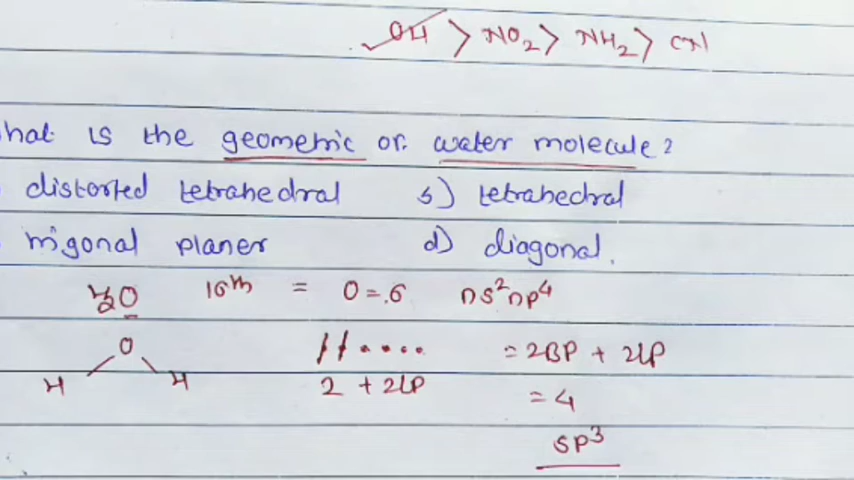 OH > NO2 > NH2 > CN
hat is the geometric or water molecule?
distorted tetrahedral s) tetrahedral
rigonal planer d) diagonal.
H2O 16th = O = 6 ns²np⁴
O = 2BP + 2LP
H H 2 + 2LP = 4
sp³